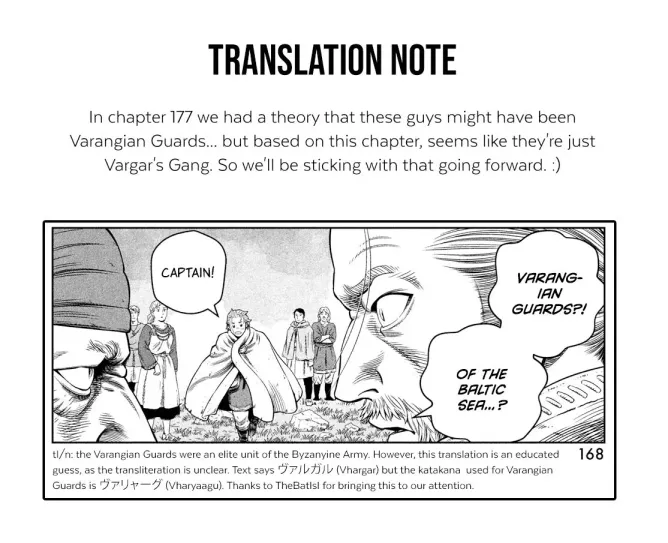 TRANSLATION NOTE
In chapter 177 we had a theory that these guys might have been
Varangian Guards... but based on this chapter, seems like they're just
Vargar's Gang. So we'll be sticking with that going forward. :)
CAPTAIN!
VARANG-
IAN
GUARDS?!
OF THE
BALTIC
SEA...?
tl/n: the Varangian Guards were an elite unit of the Byzanyine Army. However, this translation is an educated
guess, as the transliteration is unclear. Text says ヴァルガル (Vhargar) but the katakana used for Varangian
Guards is ヴァリャーグ (Vharyaagu). Thanks to TheBatIsI for bringing this to our attention.
168